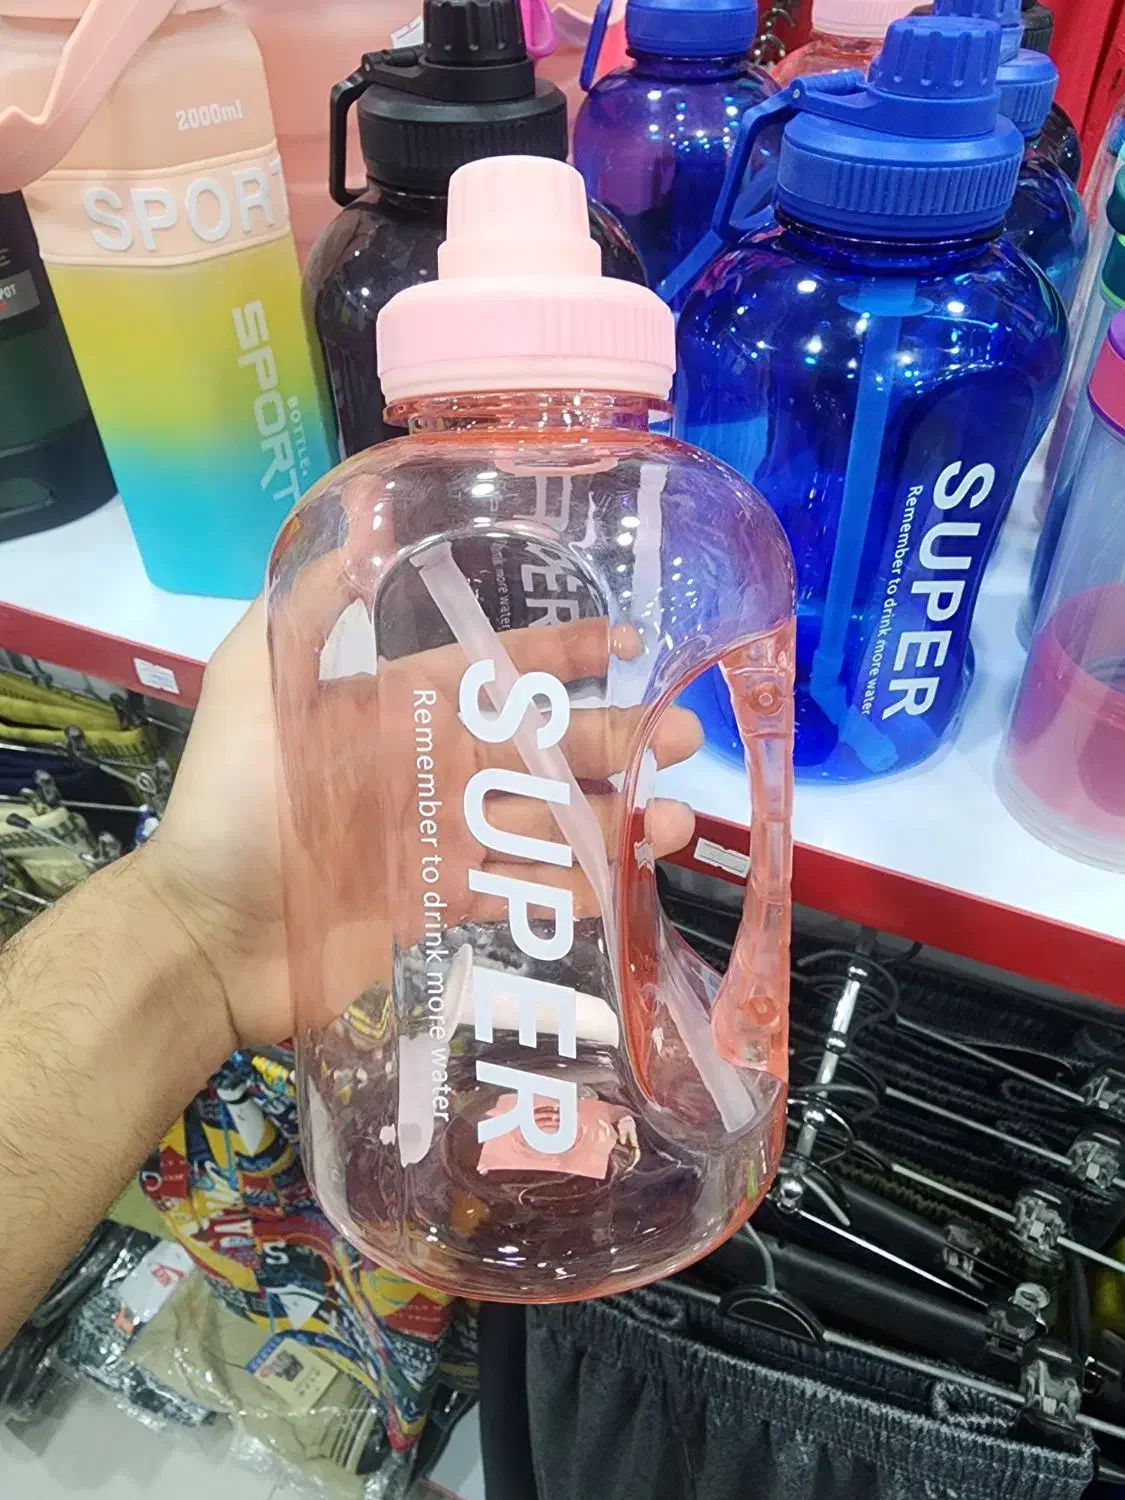 2000ml
SPORT
SPORT
BOTTLE
SUPER
Remember to drink more water
SUPER
Remember to drink more water